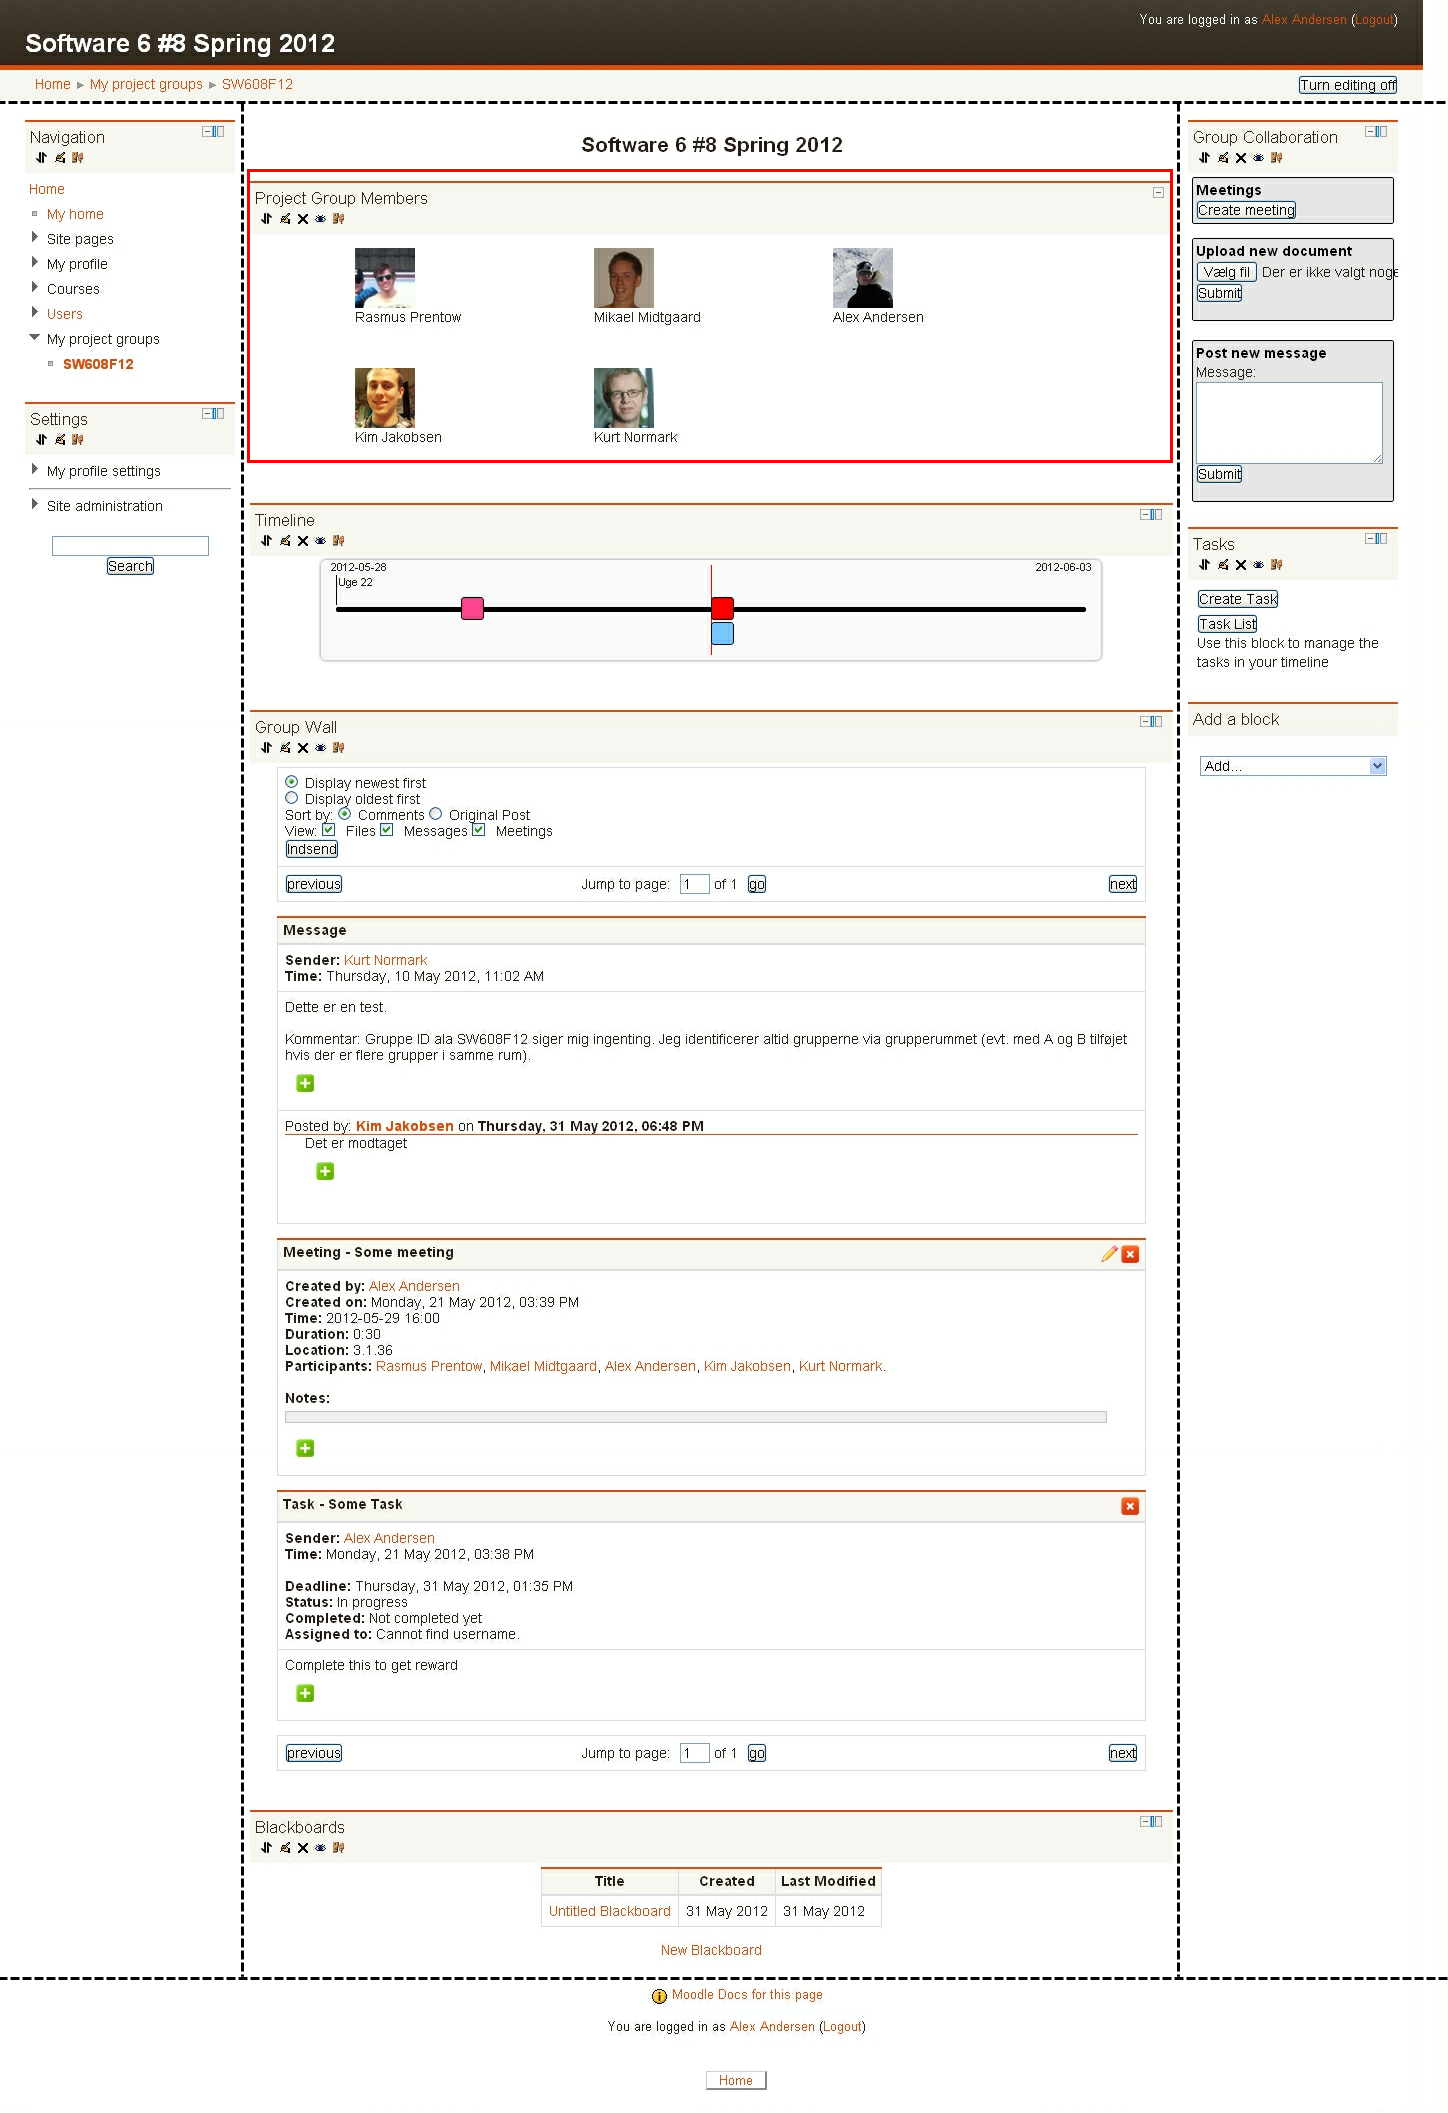 You are logged in as Alex Andersen (Logout)
Software 6 #8 Spring 2012
Home ► My project groups ► SW608F12
Turn editing off
Navigation
Home
My home
Site pages
My profile
Courses
Users
My project groups
SW608F12
Settings
My profile settings
Site administration
Search
Software 6 #8 Spring 2012
Project Group Members
Rasmus Prentow
Mikael Midtgaard
Alex Andersen
Kim Jakobsen
Kurt Normark
Timeline
2012-05-28
2012-06-03
Uge 22
Group Wall
Display newest first
Display oldest first
Sort by: Comments Original Post
View: Files Messages Meetings
Indsend
previous Jump to page: 1 of 1 go next
Message
Sender: Kurt Normark
Time: Thursday, 10 May 2012, 11:02 AM
Dette er en test.
Kommentar: Gruppe ID ala SW608F12 siger mig ingenting. Jeg identificerer altid grupperne via grupperummet (evt. med A og B tilføjet
hvis der er flere grupper i samme rum).
Posted by: Kim Jakobsen on Thursday, 31 May 2012, 06:48 PM
Det er modtaget
Meeting - Some meeting
Created by: Alex Andersen
Created on: Monday, 21 May 2012, 03:39 PM
Time: 2012-05-29 16:00
Duration: 0:30
Location: 3.1.36
Participants: Rasmus Prentow, Mikael Midtgaard, Alex Andersen, Kim Jakobsen, Kurt Normark.
Notes:
Task - Some Task
Sender: Alex Andersen
Time: Monday, 21 May 2012, 03:38 PM
Deadline: Thursday, 31 May 2012, 01:35 PM
Status: In progress
Completed: Not completed yet
Assigned to: Cannot find username.
Complete this to get reward
previous Jump to page: 1 of 1 go next
Blackboards
Title Created Last Modified
Untitled Blackboard 31 May 2012 31 May 2012
New Blackboard
Group Collaboration
Meetings
Create meeting
Upload new document
Vælg fil Der er ikke valgt noge
Submit
Post new message
Message:
Submit
Tasks
Create Task
Task List
Use this block to manage the
tasks in your timeline
Add a block
Add...
Moodle Docs for this page
You are logged in as Alex Andersen (Logout)
Home